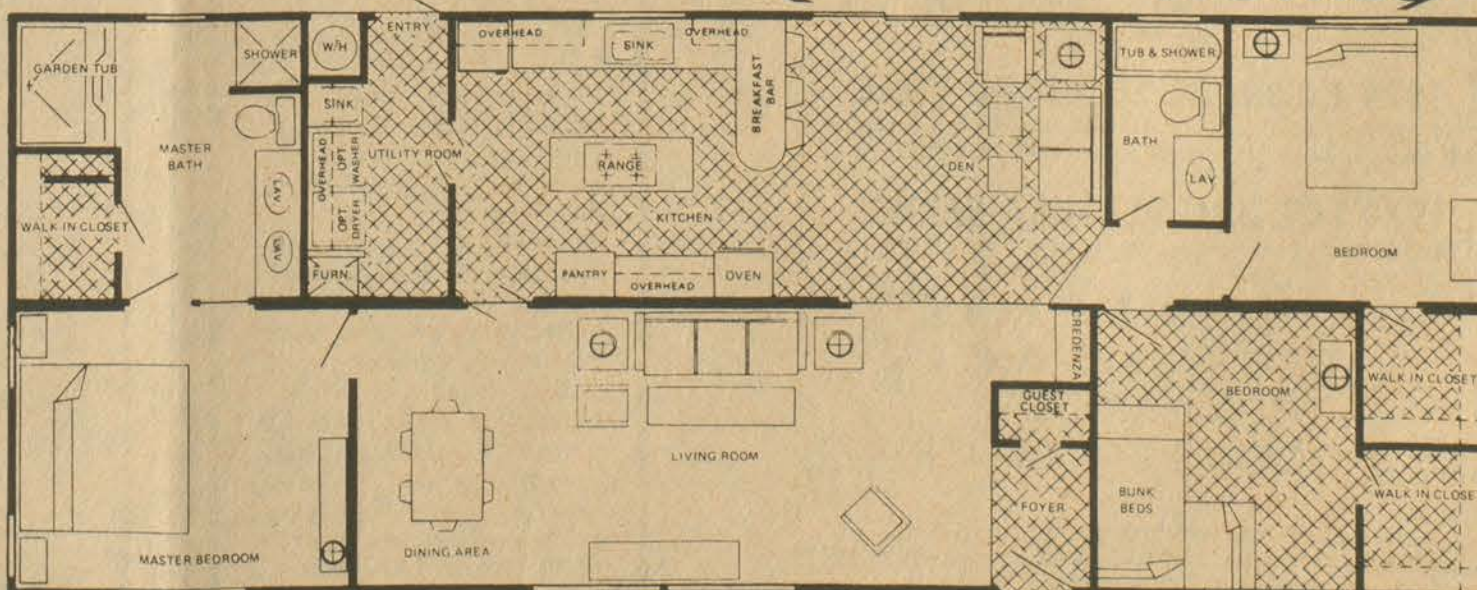 GARDEN TUB
MASTER
BATH
SHOWER
W/H
ENTRY
SINK
OVERHEAD
OPT
WASHER
OPT
DRYER
FURN.
UTILITY ROOM
LAV
LAV
WALK IN CLOSET
OVERHEAD
SINK
OVERHEAD
BREAKFAST
BAR
RANGE
KITCHEN
PANTRY
OVERHEAD
OVEN
DEN
TUB & SHOWER
BATH
LAV
BEDROOM
MASTER BEDROOM
DINING AREA
LIVING ROOM
CREDENZA
GUEST
CLOSET
FOYER
BEDROOM
BUNK
BEDS
WALK IN CLOSET
WALK IN CLOSE